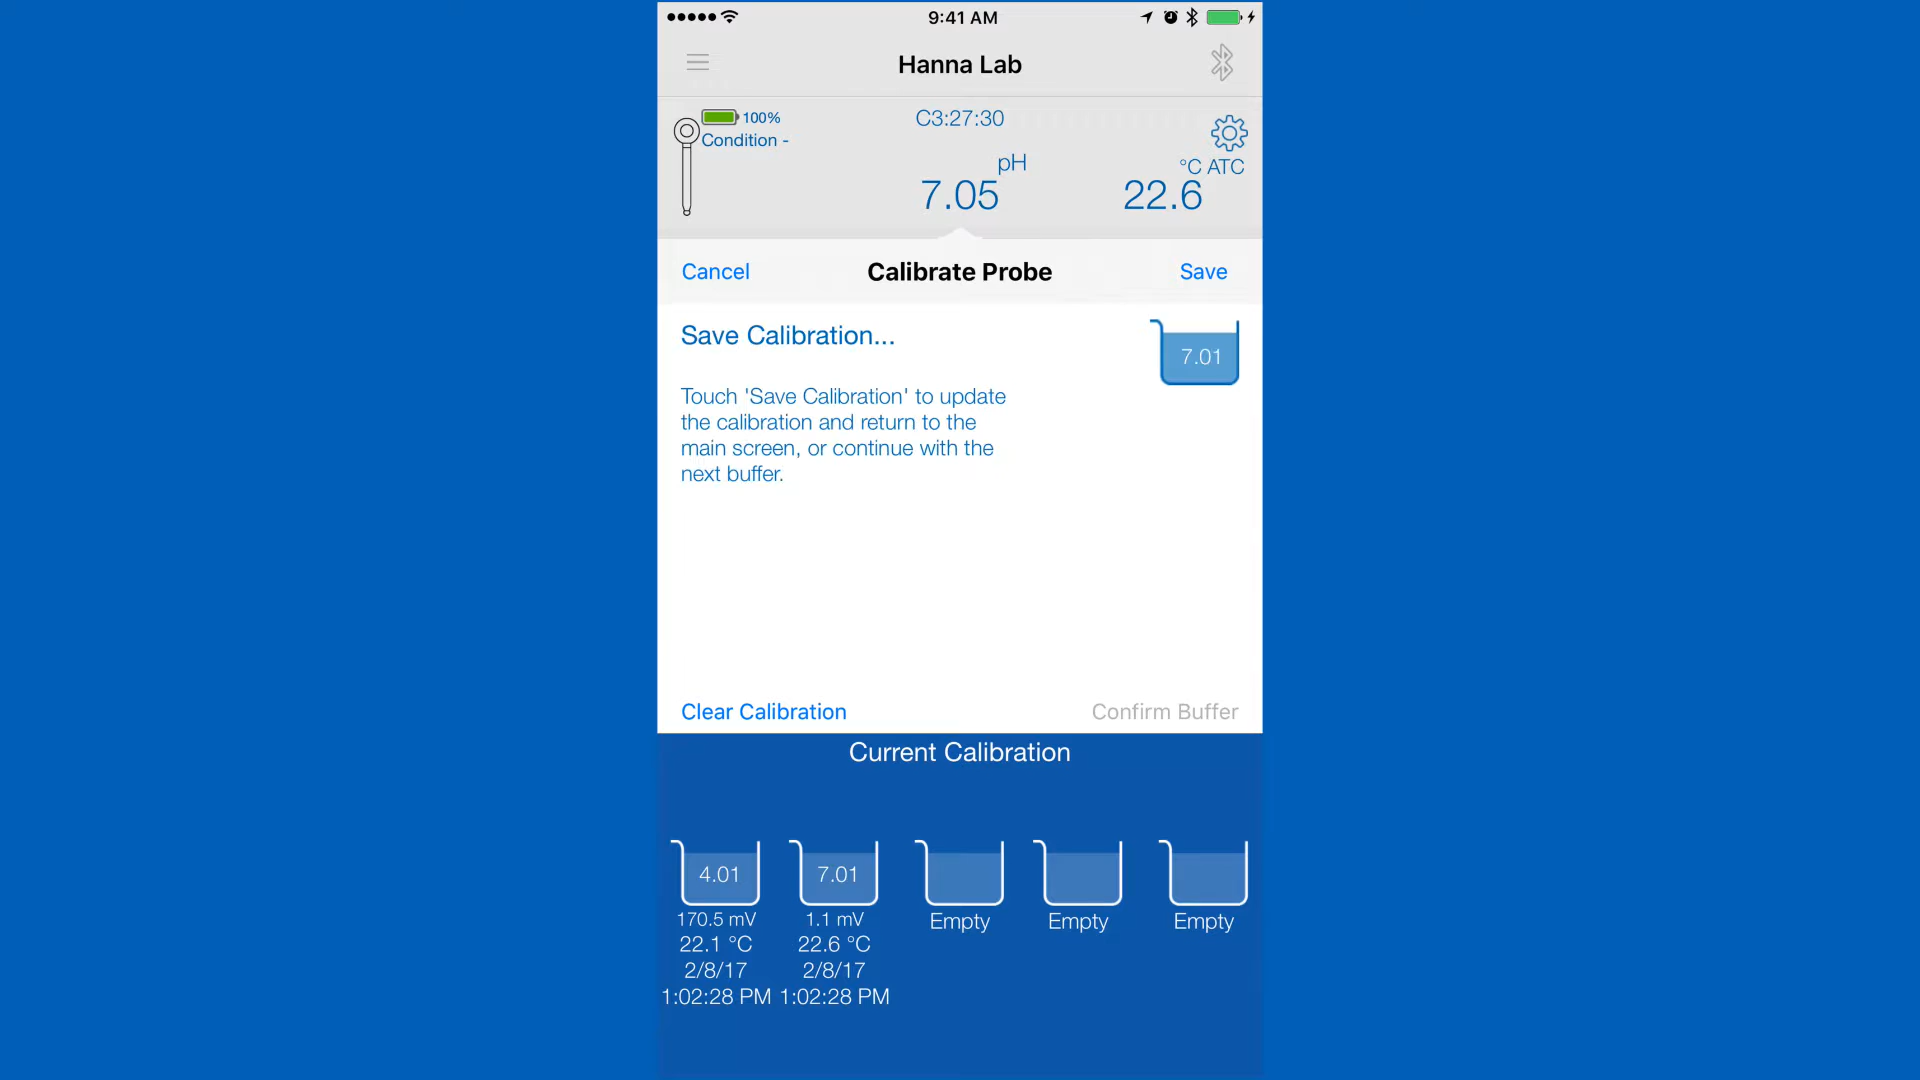 9:41 AM
Hanna Lab
100%
Condition -
C3:27:30
pH
7.05
°C ATC
22.6
Cancel
Calibrate Probe
Save
Save Calibration...
7.01
Touch 'Save Calibration' to update
the calibration and return to the
main screen, or continue with the
next buffer.
Clear Calibration
Confirm Buffer
Current Calibration
4.01
170.5 mV
22.1 °C
2/8/17
1:02:28 PM
7.01
1.1 mV
22.6 °C
2/8/17
1:02:28 PM
Empty
Empty
Empty